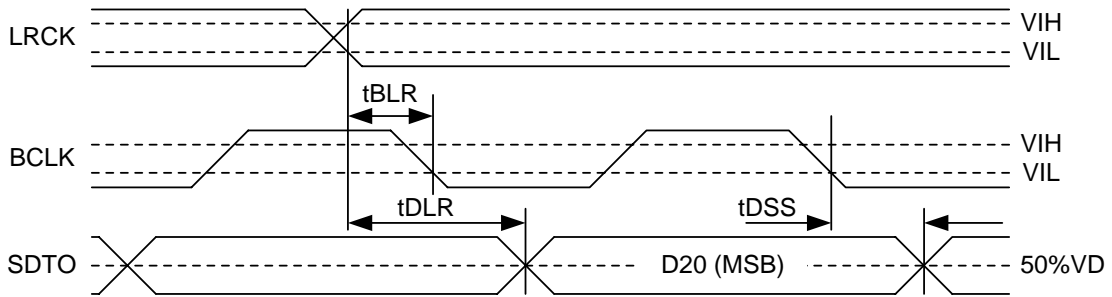 LRCK
VIH
VIL
tBLR
BCLK
VIH
VIL
tDLR
tDSS
SDTO
D20 (MSB)
50%VD